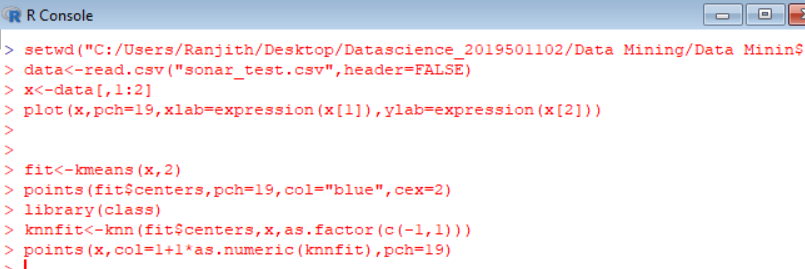 R Console
> setwd("C:/Users/Ranjith/Desktop/Datascience_2019501102/Data Mining/Data Minin$
> data<-read.csv("sonar_test.csv",header=FALSE)
> x<-data[,1:2]
> plot(x,pch=19,xlab=expression(x[1]),ylab=expression(x[2]))
>
>
> fit<-kmeans(x,2)
> points(fit$centers,pch=19,col="blue",cex=2)
> library(class)
> knnfit<-knn(fit$centers,x,as.factor(c(-1,1)))
> points(x,col=1+1*as.numeric(knnfit),pch=19)
>